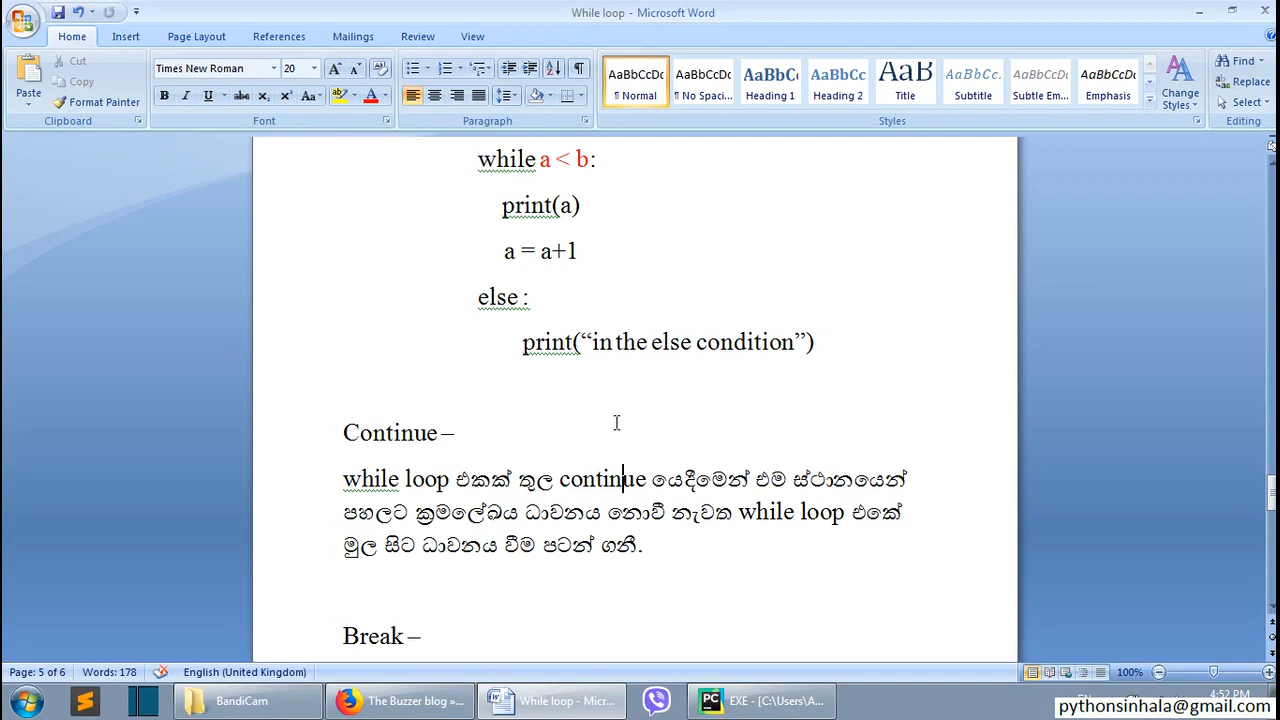 While loop - Microsoft Word
Home Insert Page Layout References Mailings Review View
Paste
Cut
Copy
Format Painter
Clipboard
Times New Roman 20
Font
Paragraph
AaBbCcDc AaBbCcDc AaBbC AaBbCc AaB AaBbCc. AaBbCcDc AaBbCcDc
¶ Normal ¶ No Spaci... Heading 1 Heading 2 Title Subtitle Subtle Em... Emphasis
Styles
Change Styles
Find
Replace
Select
Editing
while a < b:
print(a)
a = a+1
else :
print(“in the else condition”)
Continue –
while loop එකක් තුල continue යෙදීමෙන් එම ස්ථානයෙන්
පහලට ක්‍රමලේඛය ධාවනය නොවී නැවත while loop එකේ
මුල සිට ධාවනය වීම පටන් ගනී.
Break –
Page: 5 of 6 Words: 178 English (United Kingdom) 100%
BandiCam The Buzzer blog »... While loop - Micr... EXE - [C:\Users\A... 4:52 PM
pythonsinhala@gmail.com